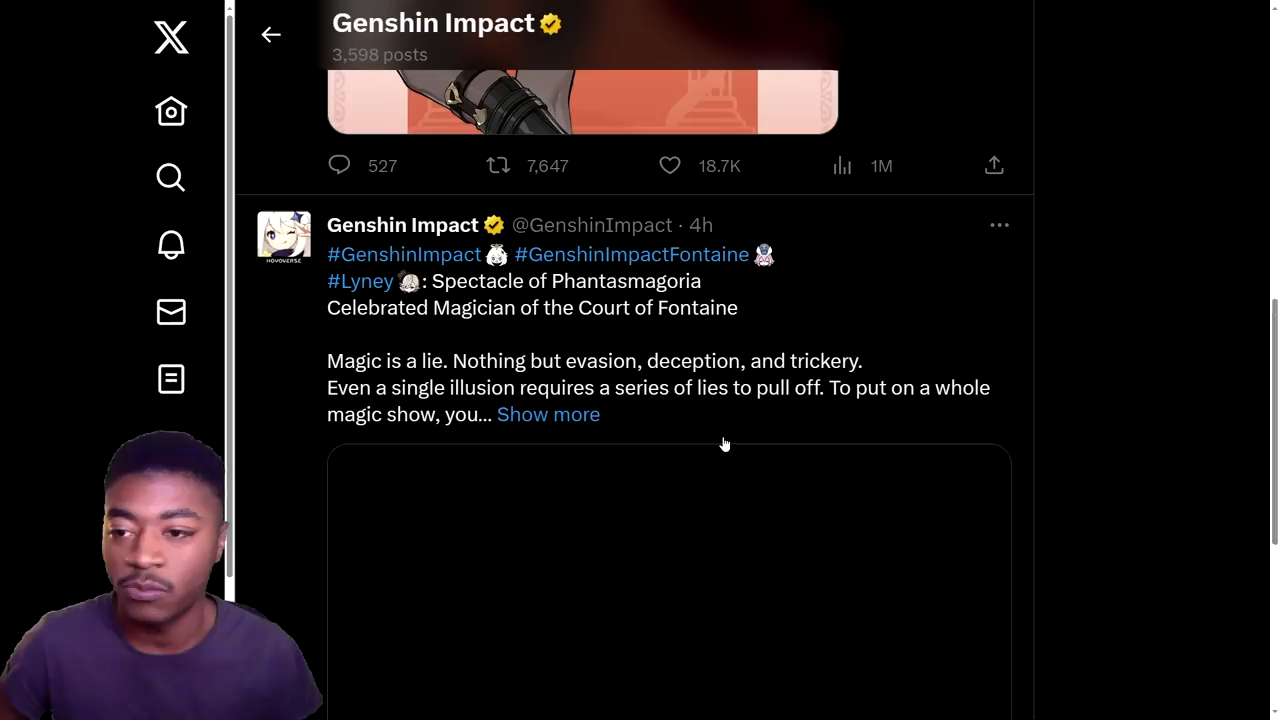 Genshin Impact
3,598 posts
527 7,647 18.7K 1M
Genshin Impact @GenshinImpact · 4h
#GenshinImpact #GenshinImpactFontaine
#Lyney: Spectacle of Phantasmagoria
Celebrated Magician of the Court of Fontaine
Magic is a lie. Nothing but evasion, deception, and trickery.
Even a single illusion requires a series of lies to pull off. To put on a whole
magic show, you... Show more
HOYOVERSE